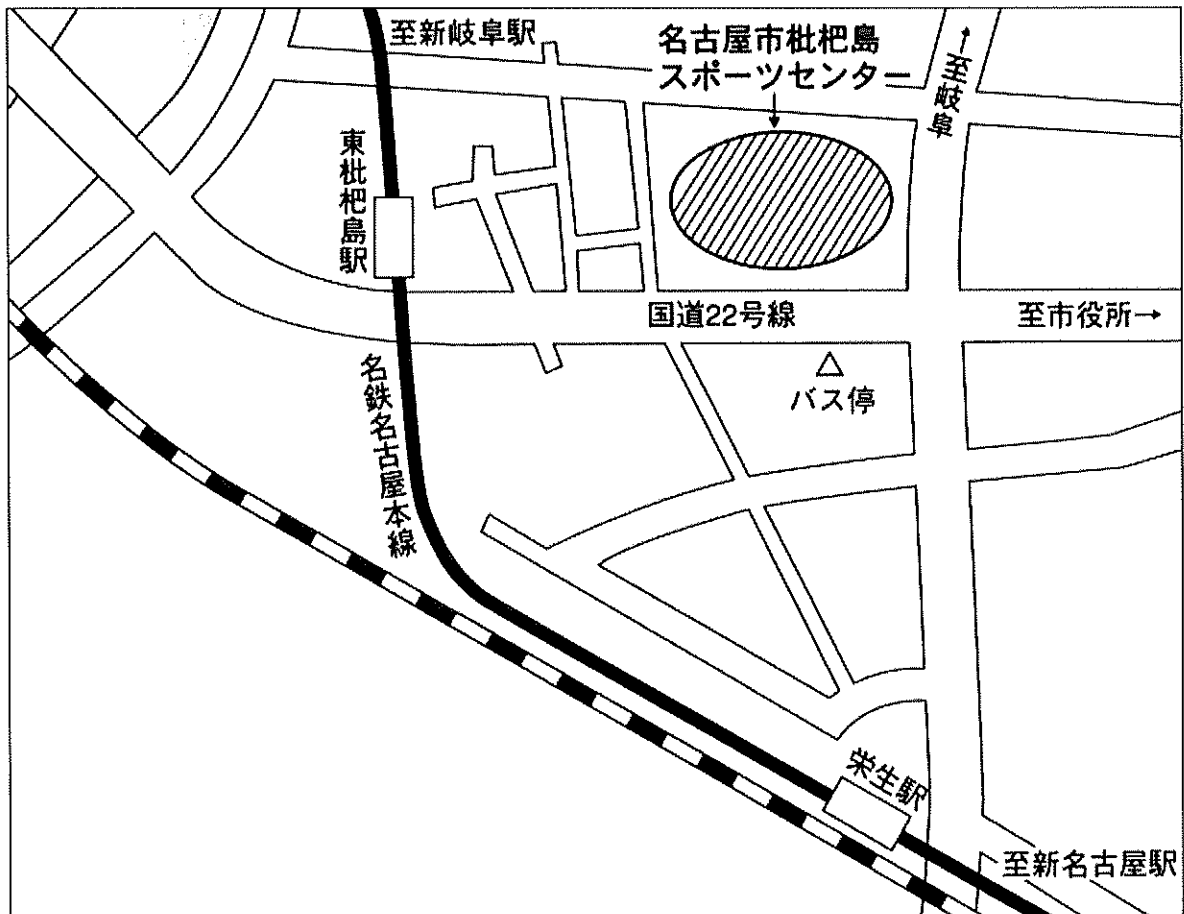 至新岐阜駅
名古屋市枇杷島
スポーツセンター
↑至岐阜
東枇杷島駅
国道22号線
至市役所→
バス停
名鉄名古屋本線
栄生駅
至新名古屋駅